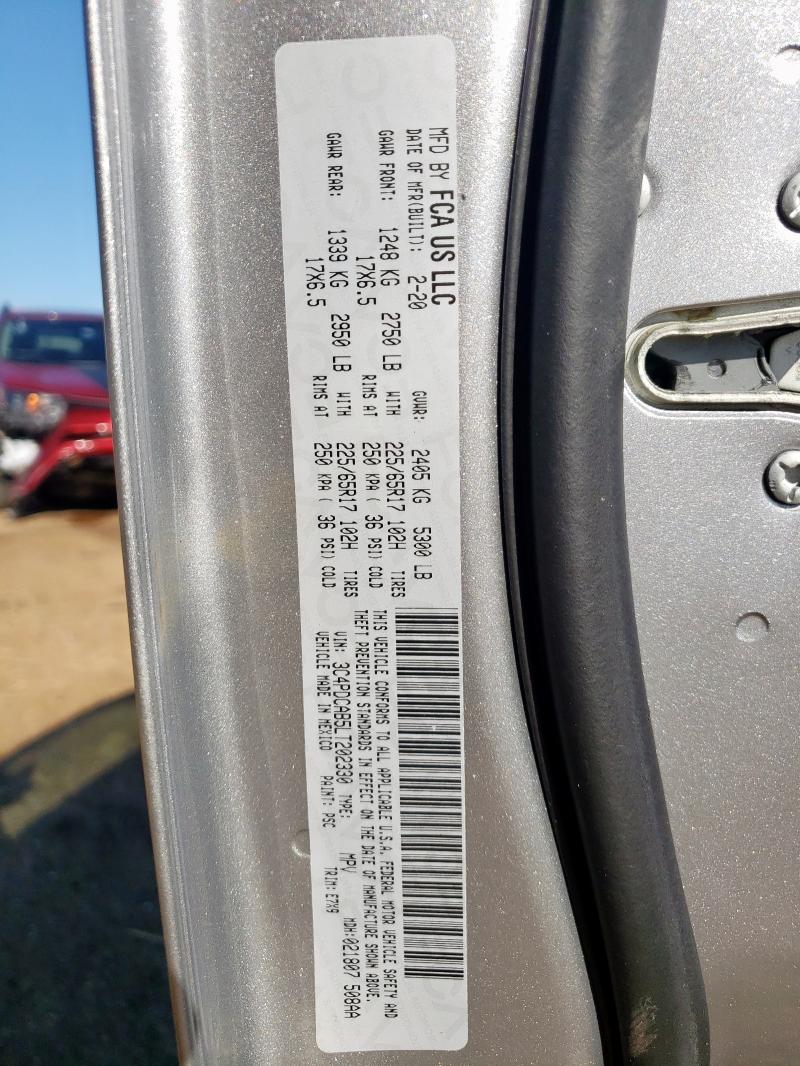 MFD BY FCA US LLC
DATE OF MFR(BUILT): 2-20 GVWR: 2405 KG 5300 LB
GAWR FRONT: 1248 KG 2750 LB WITH 225/65R17 102H TIRES
17X6.5 RIMS AT 250 KPA ( 36 PSI) COLD
GAWR REAR: 1339 KG 2950 LB WITH 225/65R17 102H TIRES
17X6.5 RIMS AT 250 KPA ( 36 PSI) COLD
THIS VEHICLE CONFORMS TO ALL APPLICABLE U.S.A. FEDERAL MOTOR VEHICLE SAFETY AND
THEFT PREVENTION STANDARDS IN EFFECT ON THE DATE OF MANUFACTURE SHOWN ABOVE.
VIN: 3C4PDCAB5LT202330 TYPE: MPV MDH:021807 508AA
VEHICLE MADE IN MEXICO PAINT: PSC TRIM: E7X9